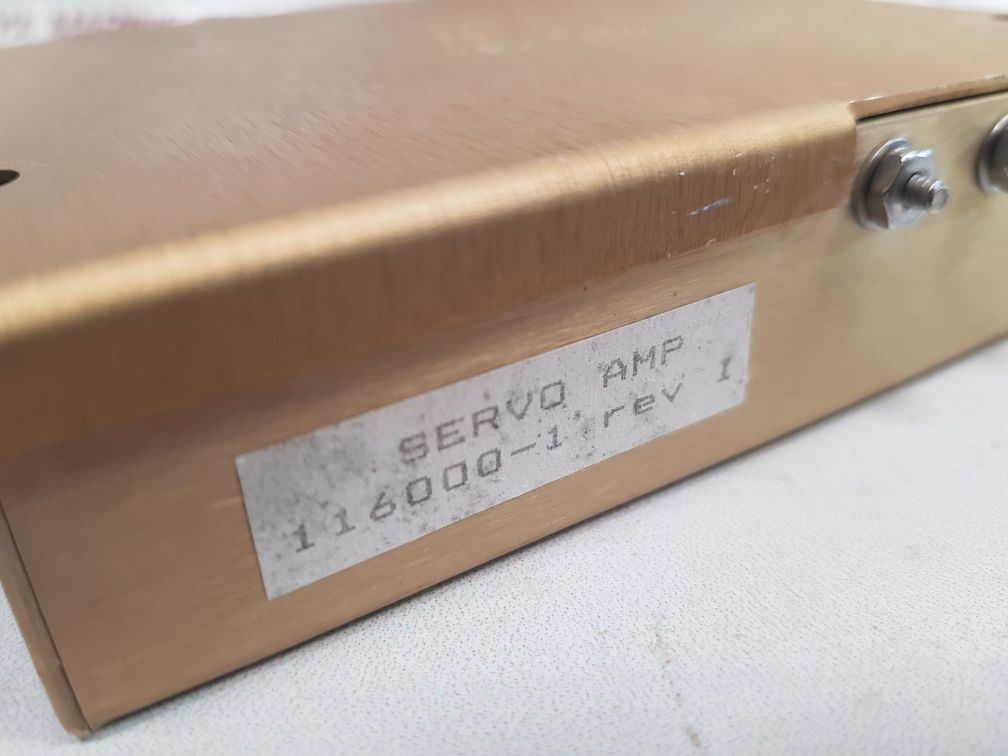 SERVO AMP
116000-1 rev I